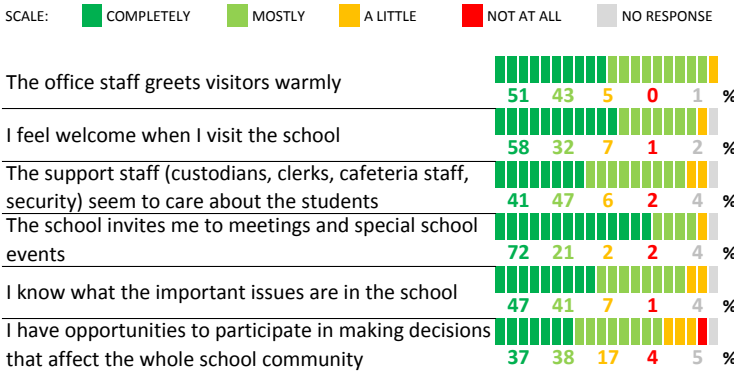 SCALE: COMPLETELY MOSTLY A LITTLE NOT AT ALL NO RESPONSE
The office staff greets visitors warmly
51 43 5 0 1 %
I feel welcome when I visit the school
58 32 7 1 2 %
The support staff (custodians, clerks, cafeteria staff,
security) seem to care about the students
41 47 6 2 4 %
The school invites me to meetings and special school
events
72 21 2 2 4 %
I know what the important issues are in the school
47 41 7 1 4 %
I have opportunities to participate in making decisions
that affect the whole school community
37 38 17 4 5 %